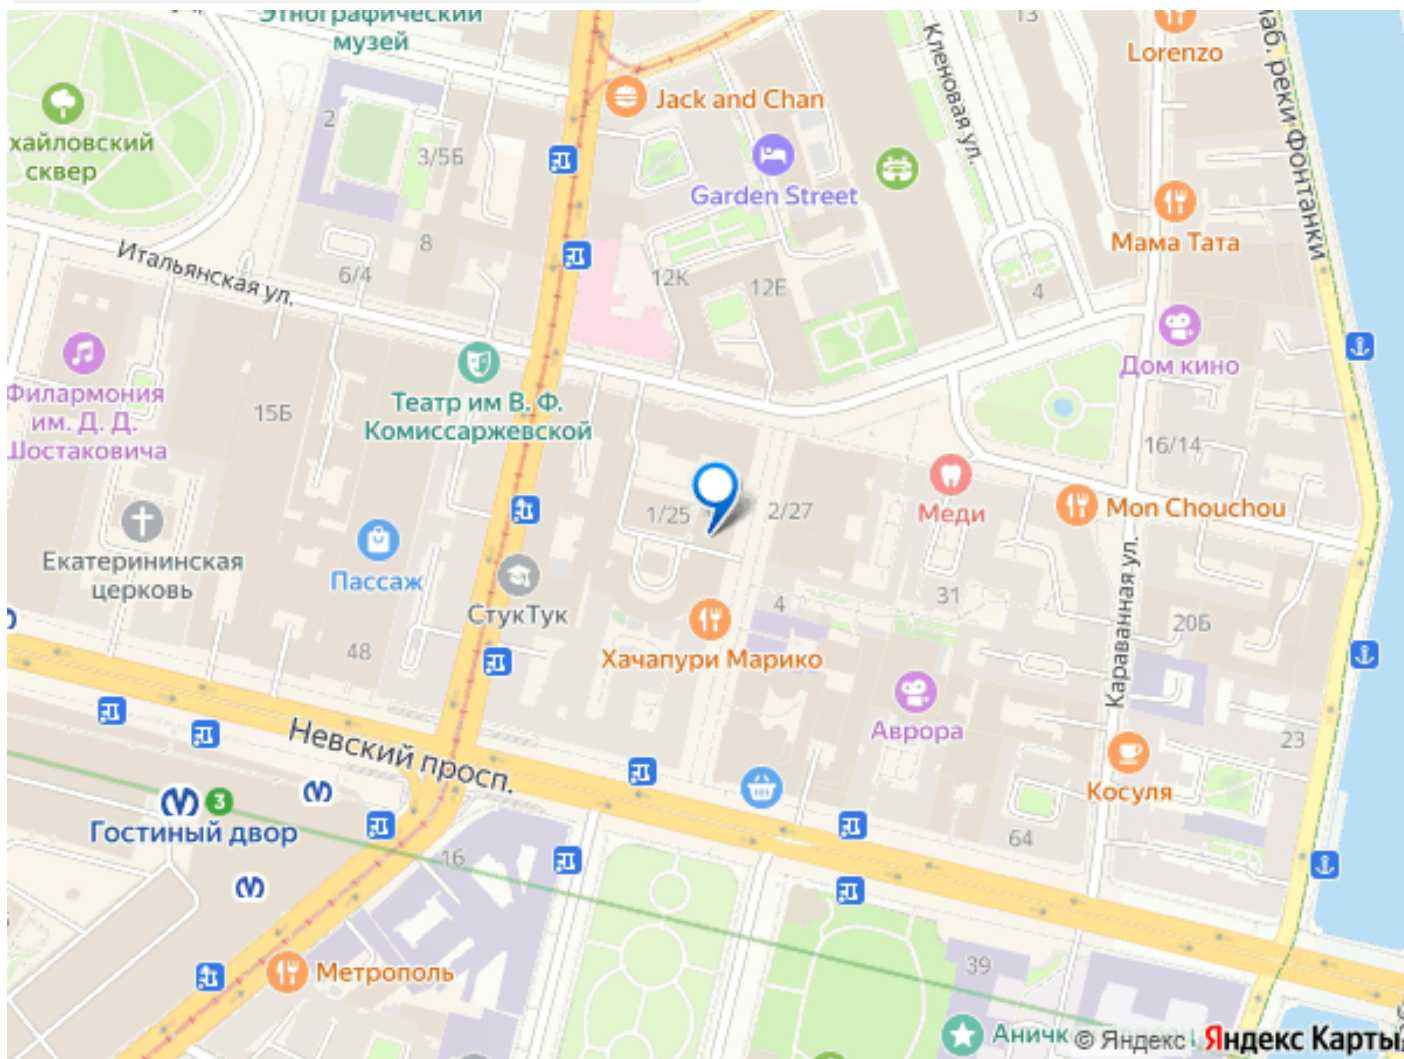 Этнографический
музей
13
Lorenzo
наб. реки Фонтанки
Кленовая ул.
Jack and Chan
2
3/5Б
хайловский
сквер
Garden Street
Мама Тата
8
Итальянская ул.
6/4
12К
12Е
4
Дом кино
Филармония
им. Д. Д.
Шостаковича
15Б
Театр им В. Ф.
Комиссаржевской
16/14
1/25
2/27
Меди
Mon Chouchou
Екатерининская
церковь
Пассаж
СтукТук
4
31
Караванная ул.
20Б
48
Хачапури Марико
Аврора
23
Невский просп.
Косуля
3
Гостиный двор
64
16
Метрополь
39
Аничк
© Яндекс
Яндекс Карты